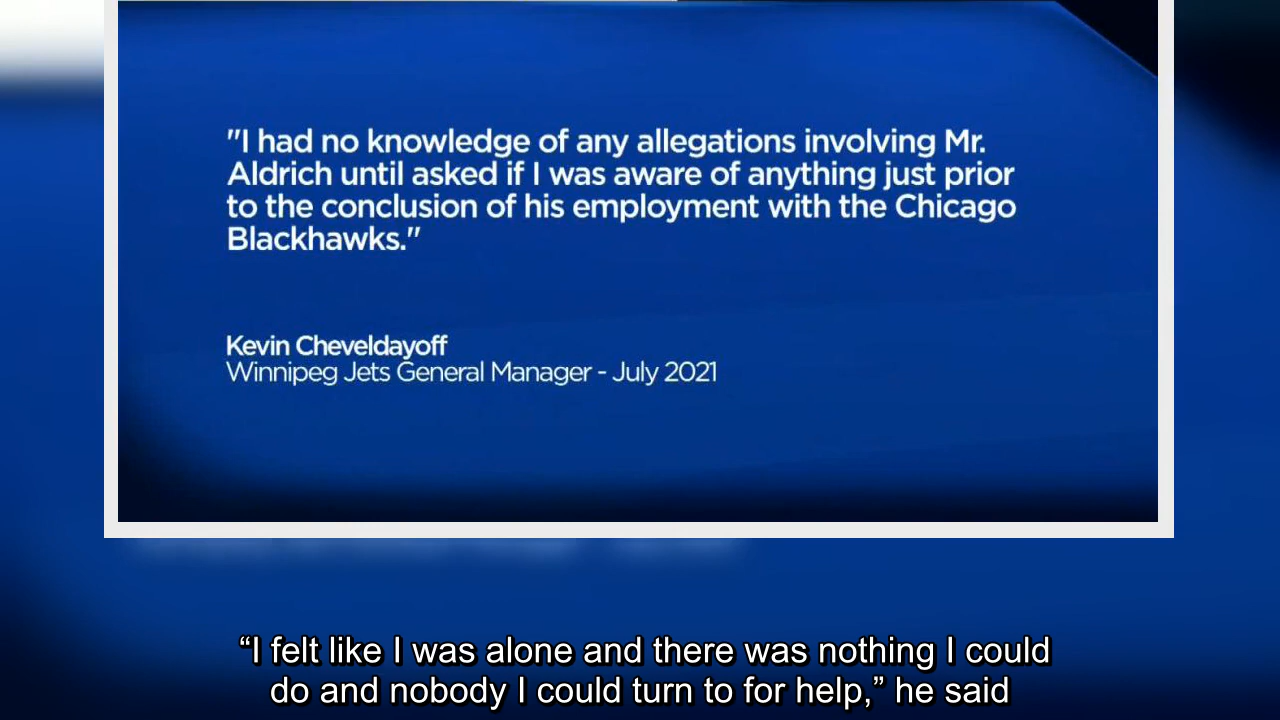 "I had no knowledge of any allegations involving Mr.
Aldrich until asked if I was aware of anything just prior
to the conclusion of his employment with the Chicago
Blackhawks."
Kevin Cheveldayoff
Winnipeg Jets General Manager - July 2021
“I felt like I was alone and there was nothing I could
do and nobody I could turn to for help,” he said